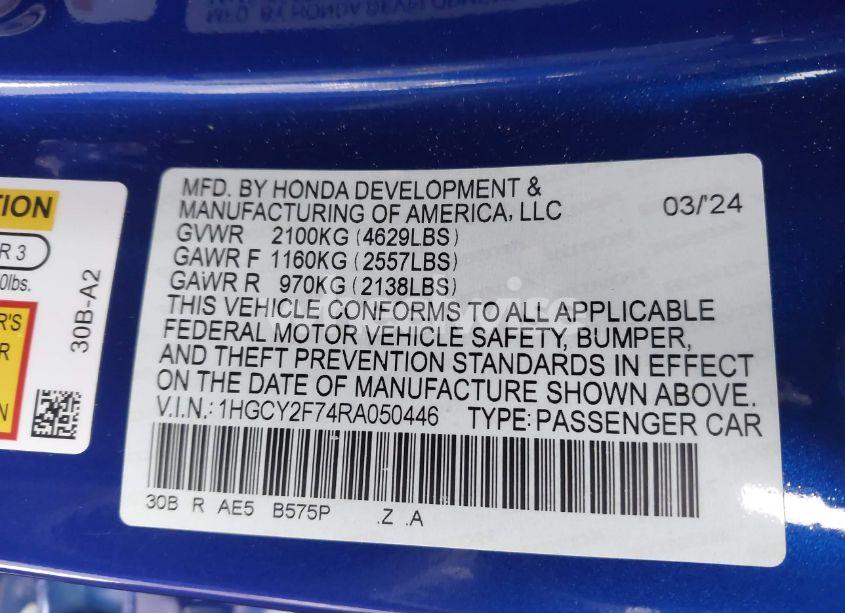 MFD. BY HONDA DEVELOPMENT &
MANUFACTURING OF AMERICA, LLC 03/'24
GVWR 2100KG (4629LBS)
GAWR F 1160KG (2557LBS)
GAWR R 970KG (2138LBS)
THIS VEHICLE CONFORMS TO ALL APPLICABLE
FEDERAL MOTOR VEHICLE SAFETY, BUMPER,
AND THEFT PREVENTION STANDARDS IN EFFECT
ON THE DATE OF MANUFACTURE SHOWN ABOVE.
V.I.N.: 1HGCY2F74RA050446 TYPE: PASSENGER CAR
30B R AE5 B575P .Z .A
TION
R 3
0lbs.
30B-A2
R'S
R
N